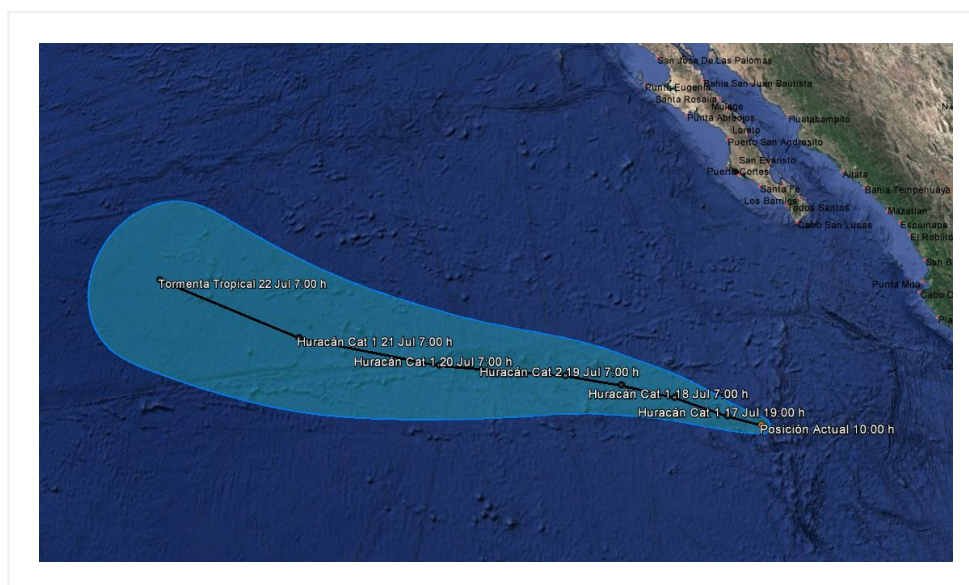 San Jose De Las Palomas
Punta Eugenia
Bahia San Juan Bautista
Santa Rosalia
Mulege
Punta Abreojos
Huatabampito
Loreto
Puerto San Andresito
San Evaristo
Puerto Cortes
Altata
Santa Fe
Bahia Tempehuaya
Los Barriles
Todos Santos
Mazatlan
Cabo San Lucas
Escuinapa
El Roblito
San B
Punta Mita
Cabo C
Pla
Tormenta Tropical 22 Jul 7:00 h
Huracán Cat 1 21 Jul 7:00 h
Huracán Cat 1 20 Jul 7:00 h
Huracán Cat 2 19 Jul 7:00 h
Huracán Cat 1 18 Jul 7:00 h
Huracán Cat 1 17 Jul 19:00 h
Posición Actual 10:00 h